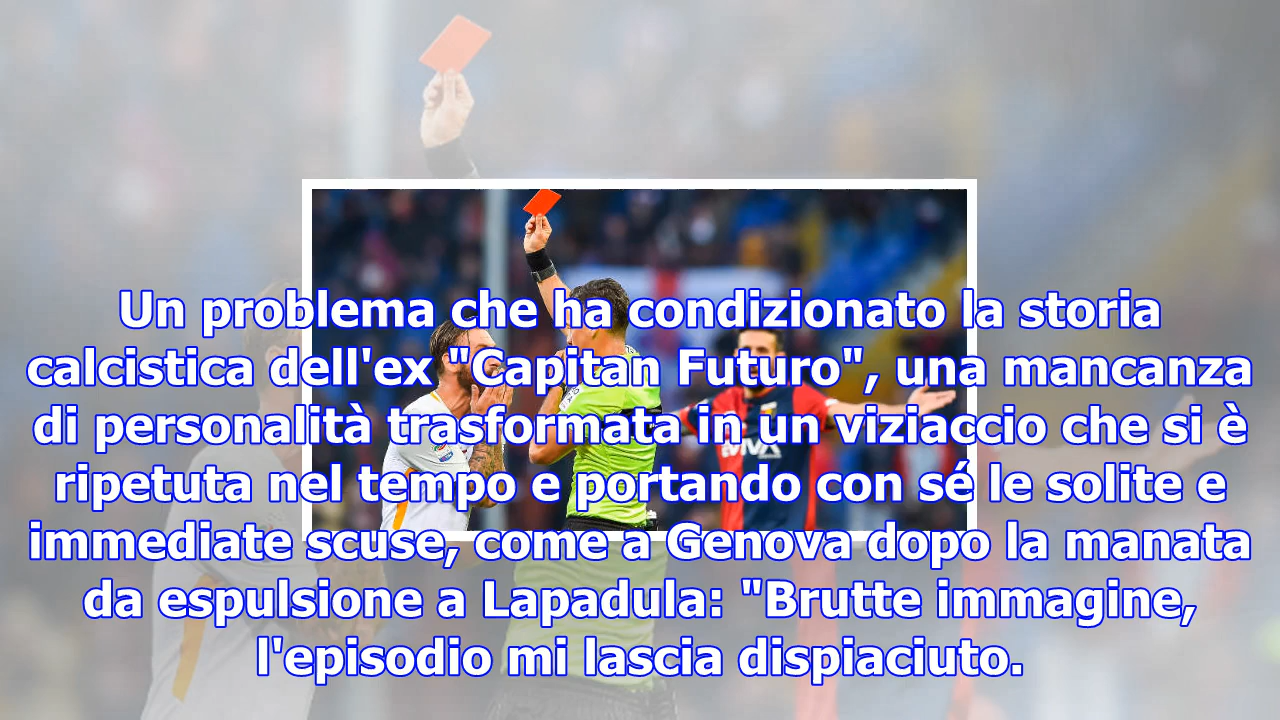 Un problema che ha condizionato la storia
calcistica dell'ex "Capitan Futuro", una mancanza
di personalità trasformata in un viziaccio che si è
ripetuta nel tempo e portando con sé le solite e
immediate scuse, come a Genova dopo la manata
da espulsione a Lapadula: "Brutte immagine,
l'episodio mi lascia dispiaciuto.